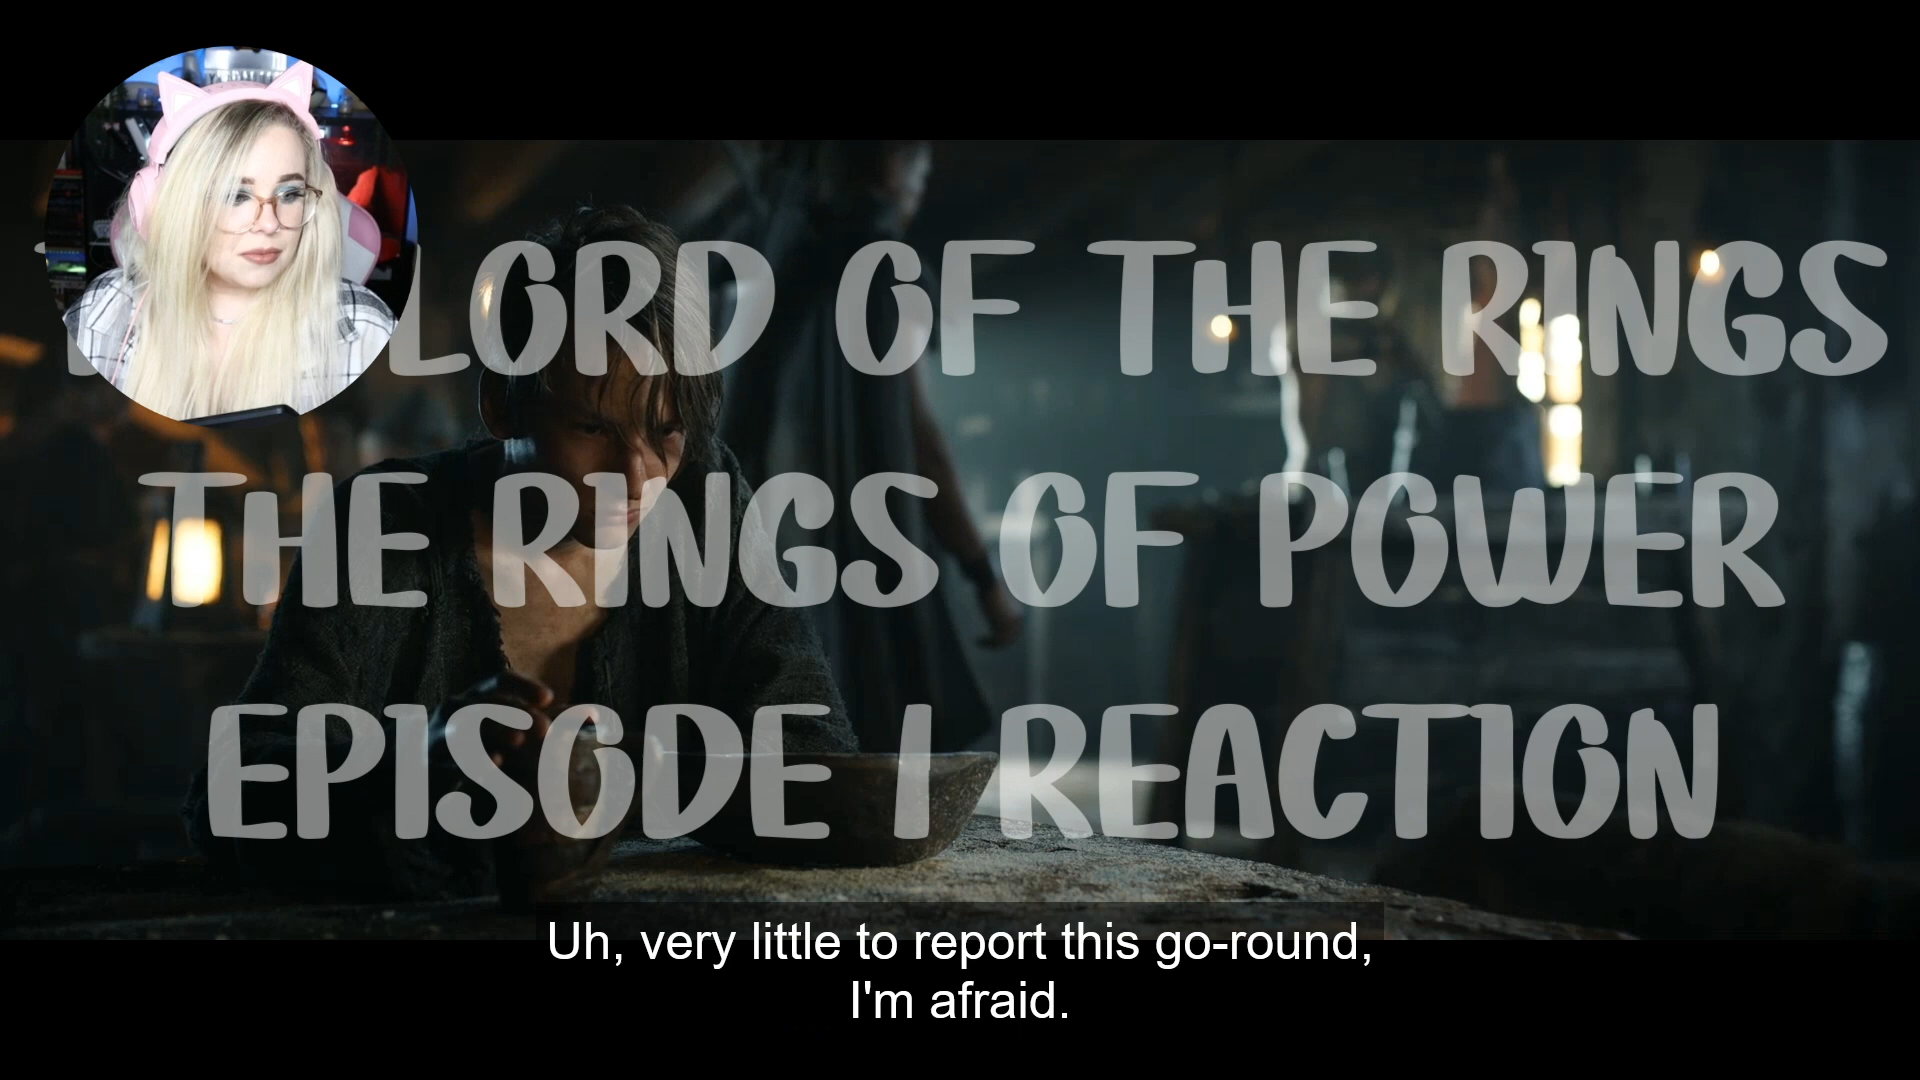 LORD OF THE RINGS
THE RINGS OF POWER
EPISODE 1 REACTION
Uh, very little to report this go-round,
I'm afraid.